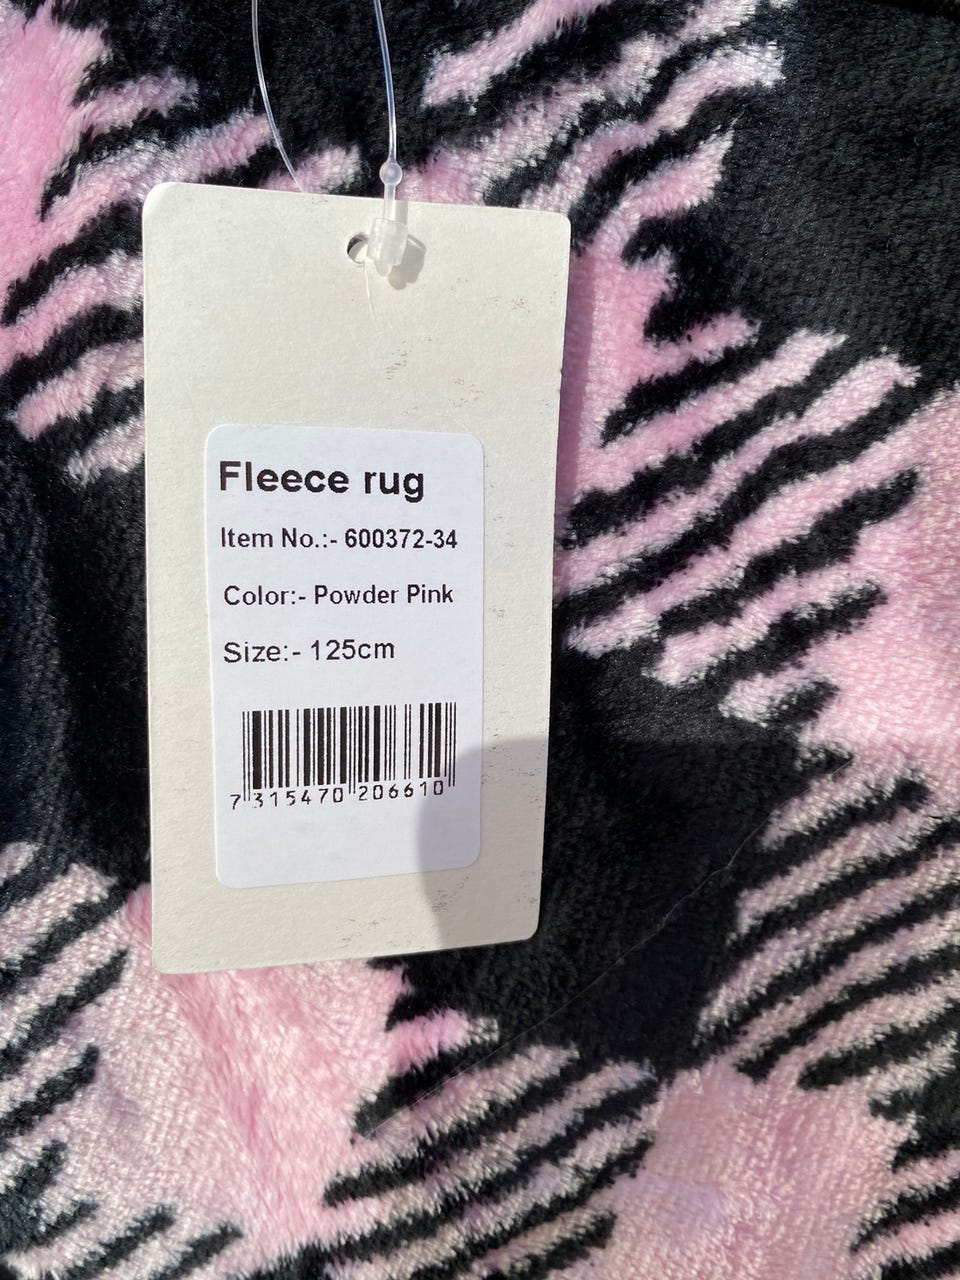 Fleece rug
Item No.:- 600372-34
Color:- Powder Pink
Size:- 125cm
7 315470 206610